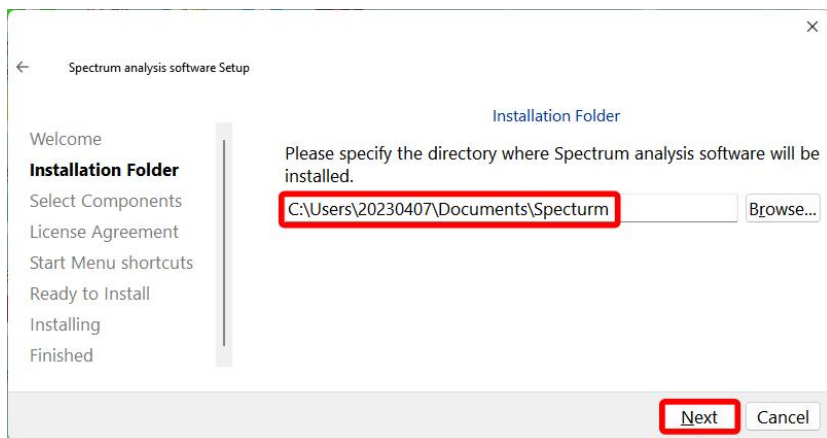 Spectrum analysis software Setup
Installation Folder
Welcome
Installation Folder
Select Components
License Agreement
Start Menu shortcuts
Ready to Install
Installing
Finished
Please specify the directory where Spectrum analysis software will be
installed.
C:\Users\20230407\Documents\Specturm
Browse...
Next
Cancel